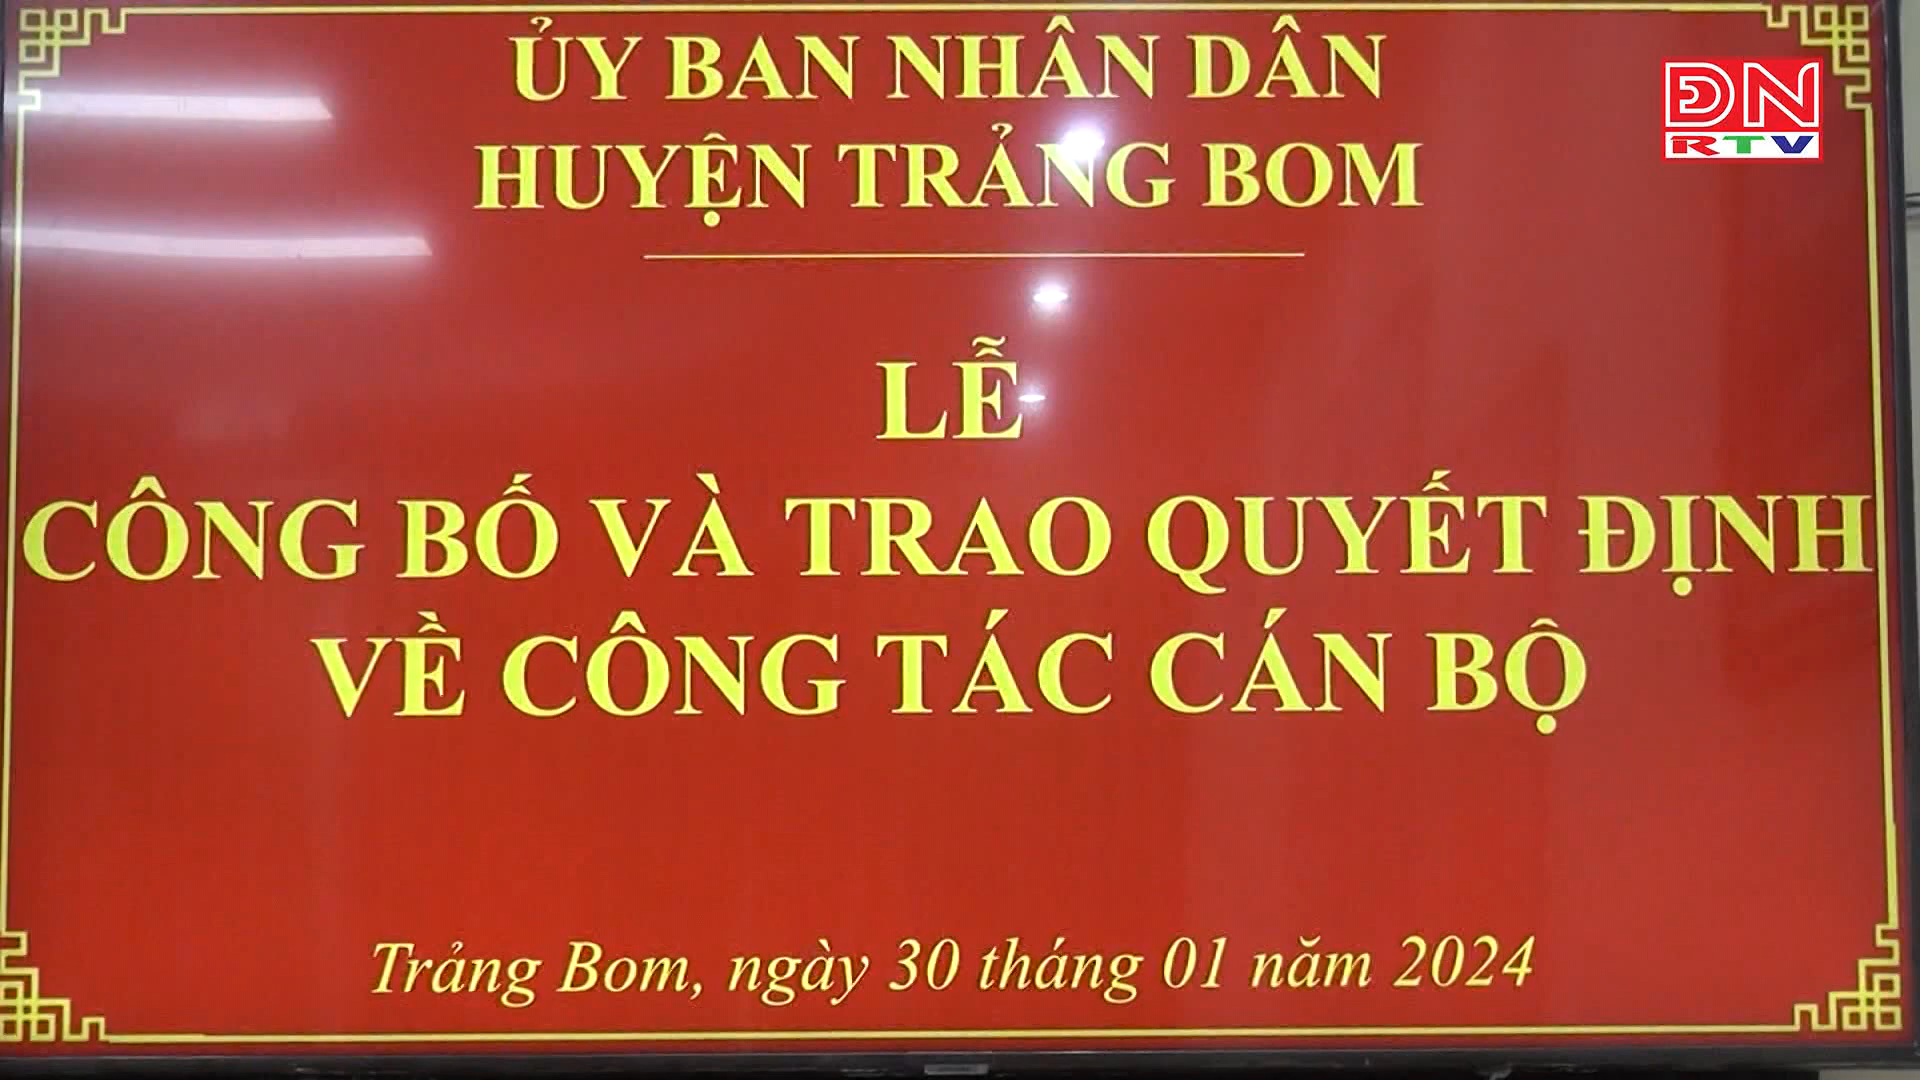 ỦY BAN NHÂN DÂN
HUYỆN TRẢNG BOM
ĐN
RTV
LỄ
CÔNG BỐ VÀ TRAO QUYẾT ĐỊNH
VỀ CÔNG TÁC CÁN BỘ
Trảng Bom, ngày 30 tháng 01 năm 2024